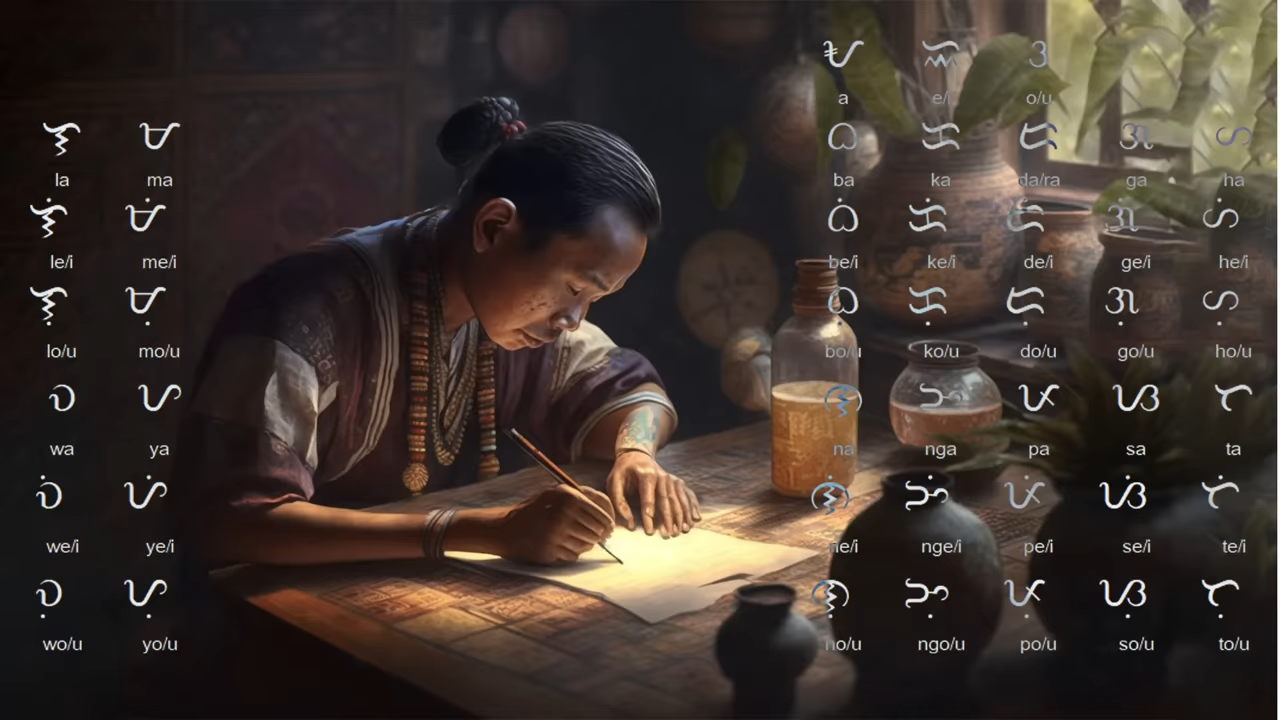 ᜎ ᜋ
la ma
ᜎᜒ ᜋᜒ
le/i me/i
ᜎᜓ ᜋᜓ
lo/u mo/u
ᜏ ᜌ
wa ya
ᜏᜒ ᜌᜒ
we/i ye/i
ᜏᜓ ᜌᜓ
wo/u yo/u
ᜀ ᜁ ᜂ
a e/i o/u
ᜊ ᜃ ᜇ ᜄ ᜑ
ba ka da/ra ga ha
ᜊᜒ ᜃᜒ ᜇᜒ ᜄᜒ ᜑᜒ
be/i ke/i de/i ge/i he/i
ᜊᜓ ᜃᜓ ᜇᜓ ᜄᜓ ᜑᜓ
bo/u ko/u do/u go/u ho/u
ᜈ ᜅ ᜉ ᜐ ᜆ
na nga pa sa ta
ᜈᜒ ᜅᜒ ᜉᜒ ᜐᜒ ᜆᜒ
ne/i nge/i pe/i se/i te/i
ᜈᜓ ᜅᜓ ᜉᜓ ᜐᜓ ᜆᜓ
no/u ngo/u po/u so/u to/u